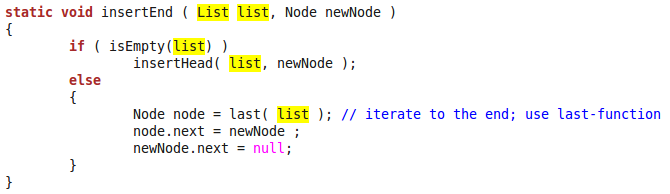 static void insertEnd ( List list, Node newNode )
{
if ( isEmpty(list) )
insertHead( list, newNode );
else
{
Node node = last( list ); // iterate to the end; use last-function
node.next = newNode ;
newNode.next = null;
}
}